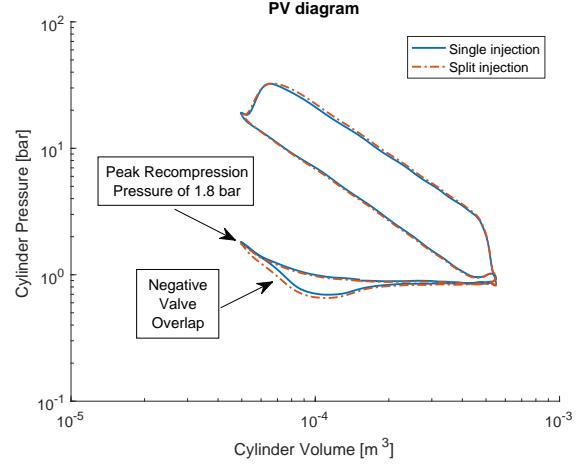 PV diagram
10^2
Single injection
Split injection
10^1
Cylinder Pressure [bar]
Peak Recompression
Pressure of 1.8 bar
10^0
Negative
Valve
Overlap
10^-1
10^-5
10^-4
10^-3
Cylinder Volume [m^3]